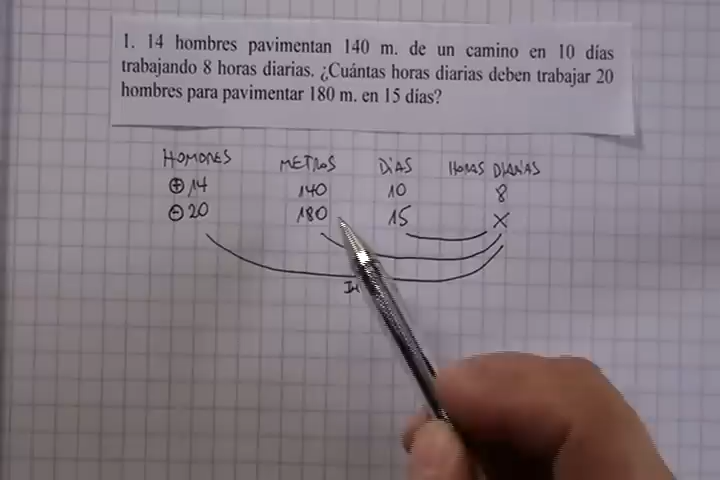 1. 14 hombres pavimentan 140 m. de un camino en 10 días
trabajando 8 horas diarias. ¿Cuántas horas diarias deben trabajar 20
hombres para pavimentar 180 m. en 15 días?
HOMBRES METROS DÍAS HORAS DIARIAS
⊕ 14 140 10 8
⊖ 20 180 15 X